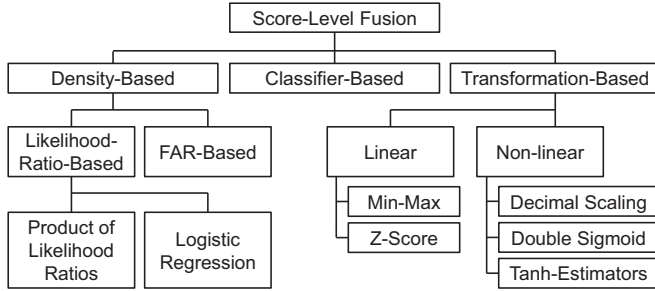 Score-Level Fusion
Density-Based
Classifier-Based
Transformation-Based
Likelihood-
Ratio-Based
FAR-Based
Linear
Non-linear
Min-Max
Z-Score
Decimal Scaling
Double Sigmoid
Tanh-Estimators
Product of
Likelihood
Ratios
Logistic
Regression